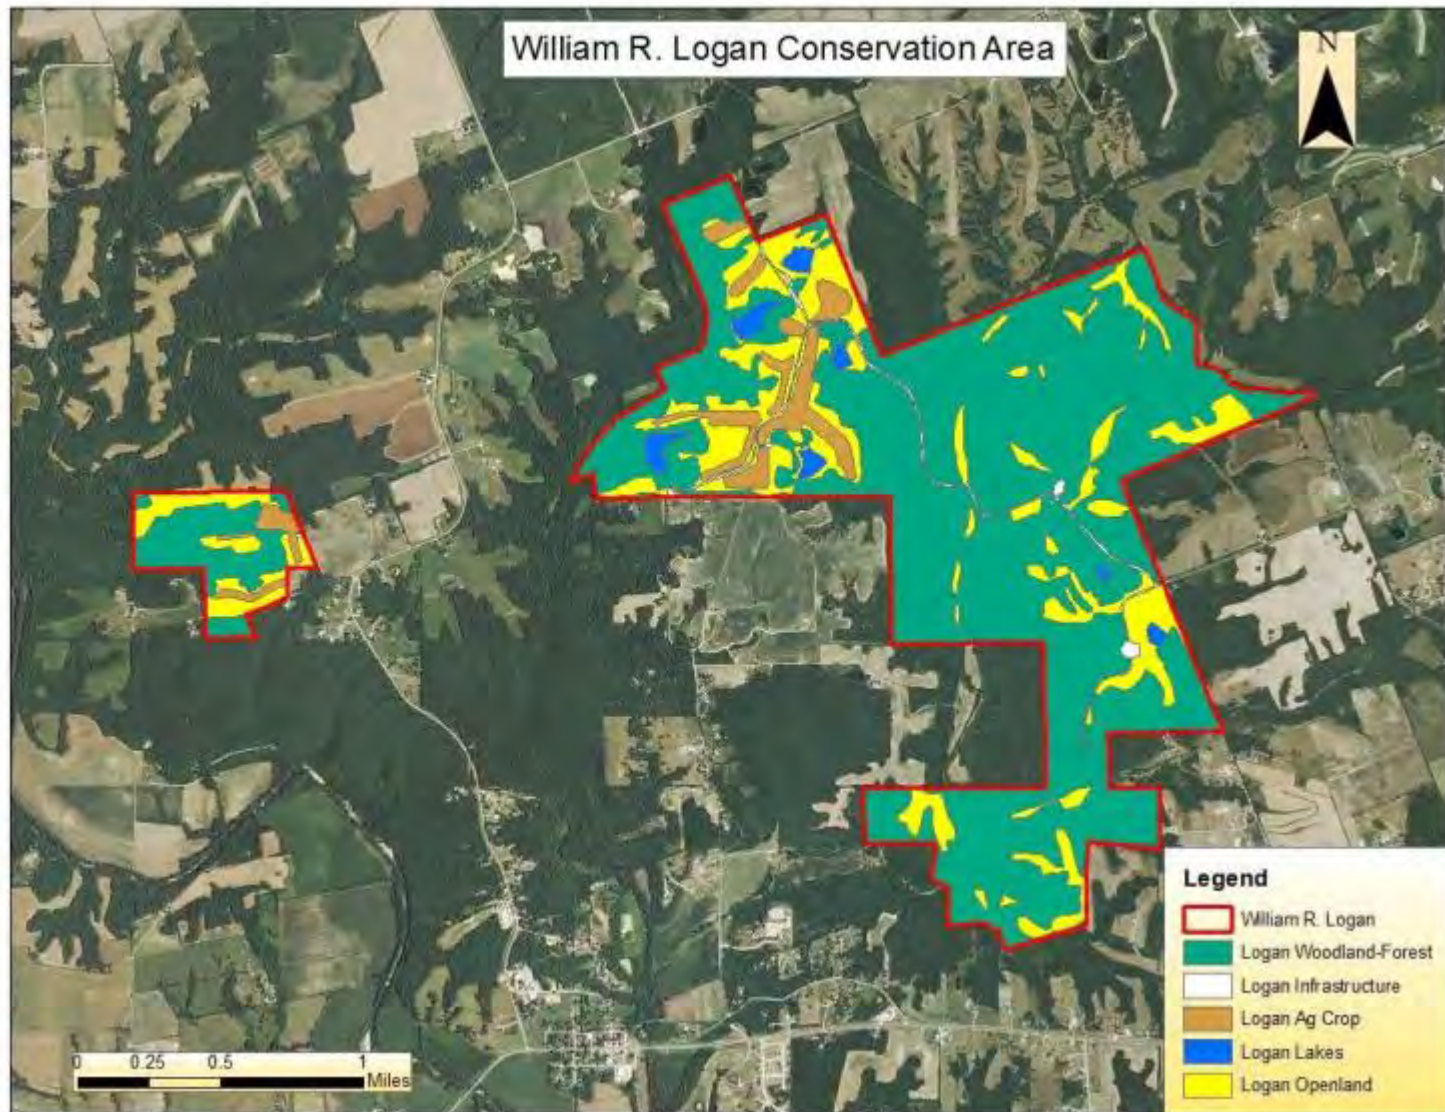 William R. Logan Conservation Area
N
Legend
William R. Logan
Logan Woodland-Forest
Logan Infrastructure
Logan Ag Crop
Logan Lakes
Logan Openland
0 0.25 0.5 1
Miles